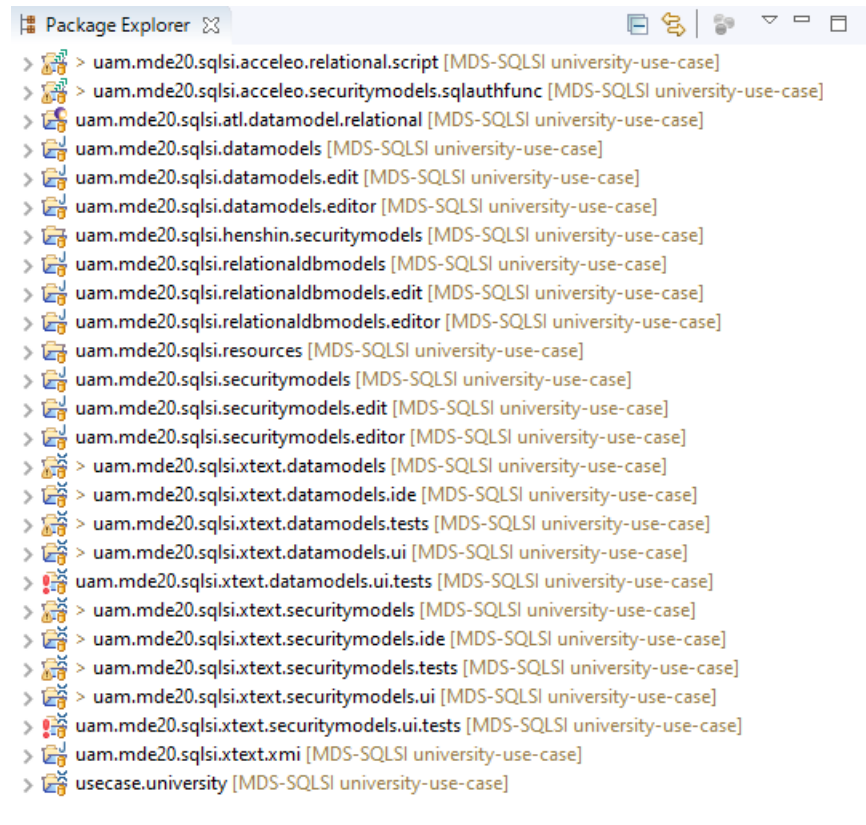 Package Explorer
> uam.mde20.sqlsi.acceleo.relational.script [MDS-SQLSI university-use-case]
> uam.mde20.sqlsi.acceleo.securitymodels.sqlauthfunc [MDS-SQLSI university-use-case]
uam.mde20.sqlsi.atl.datamodel.relational [MDS-SQLSI university-use-case]
uam.mde20.sqlsi.datamodels [MDS-SQLSI university-use-case]
uam.mde20.sqlsi.datamodels.edit [MDS-SQLSI university-use-case]
uam.mde20.sqlsi.datamodels.editor [MDS-SQLSI university-use-case]
uam.mde20.sqlsi.henshin.securitymodels [MDS-SQLSI university-use-case]
uam.mde20.sqlsi.relationaldbmodels [MDS-SQLSI university-use-case]
uam.mde20.sqlsi.relationaldbmodels.edit [MDS-SQLSI university-use-case]
uam.mde20.sqlsi.relationaldbmodels.editor [MDS-SQLSI university-use-case]
uam.mde20.sqlsi.resources [MDS-SQLSI university-use-case]
uam.mde20.sqlsi.securitymodels [MDS-SQLSI university-use-case]
uam.mde20.sqlsi.securitymodels.edit [MDS-SQLSI university-use-case]
uam.mde20.sqlsi.securitymodels.editor [MDS-SQLSI university-use-case]
> uam.mde20.sqlsi.xtext.datamodels [MDS-SQLSI university-use-case]
> uam.mde20.sqlsi.xtext.datamodels.ide [MDS-SQLSI university-use-case]
> uam.mde20.sqlsi.xtext.datamodels.tests [MDS-SQLSI university-use-case]
> uam.mde20.sqlsi.xtext.datamodels.ui [MDS-SQLSI university-use-case]
uam.mde20.sqlsi.xtext.datamodels.ui.tests [MDS-SQLSI university-use-case]
> uam.mde20.sqlsi.xtext.securitymodels [MDS-SQLSI university-use-case]
> uam.mde20.sqlsi.xtext.securitymodels.ide [MDS-SQLSI university-use-case]
> uam.mde20.sqlsi.xtext.securitymodels.tests [MDS-SQLSI university-use-case]
> uam.mde20.sqlsi.xtext.securitymodels.ui [MDS-SQLSI university-use-case]
uam.mde20.sqlsi.xtext.securitymodels.ui.tests [MDS-SQLSI university-use-case]
uam.mde20.sqlsi.xtext.xmi [MDS-SQLSI university-use-case]
usecase.university [MDS-SQLSI university-use-case]